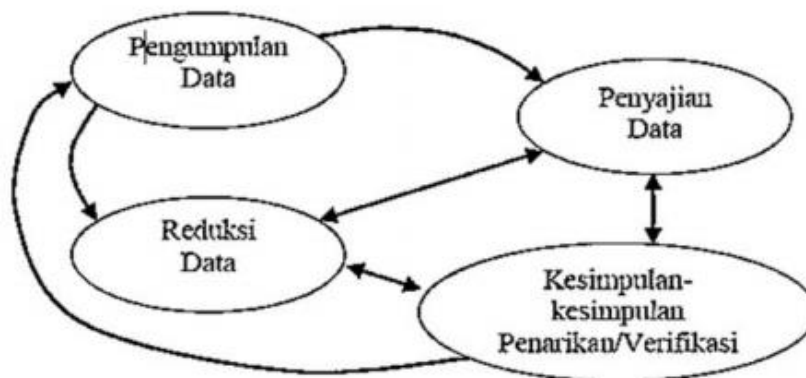 Pengumpulan
Data
Penyajian
Data
Reduksi
Data
Kesimpulan-
kesimpulan
Penarikan/Verifikasi